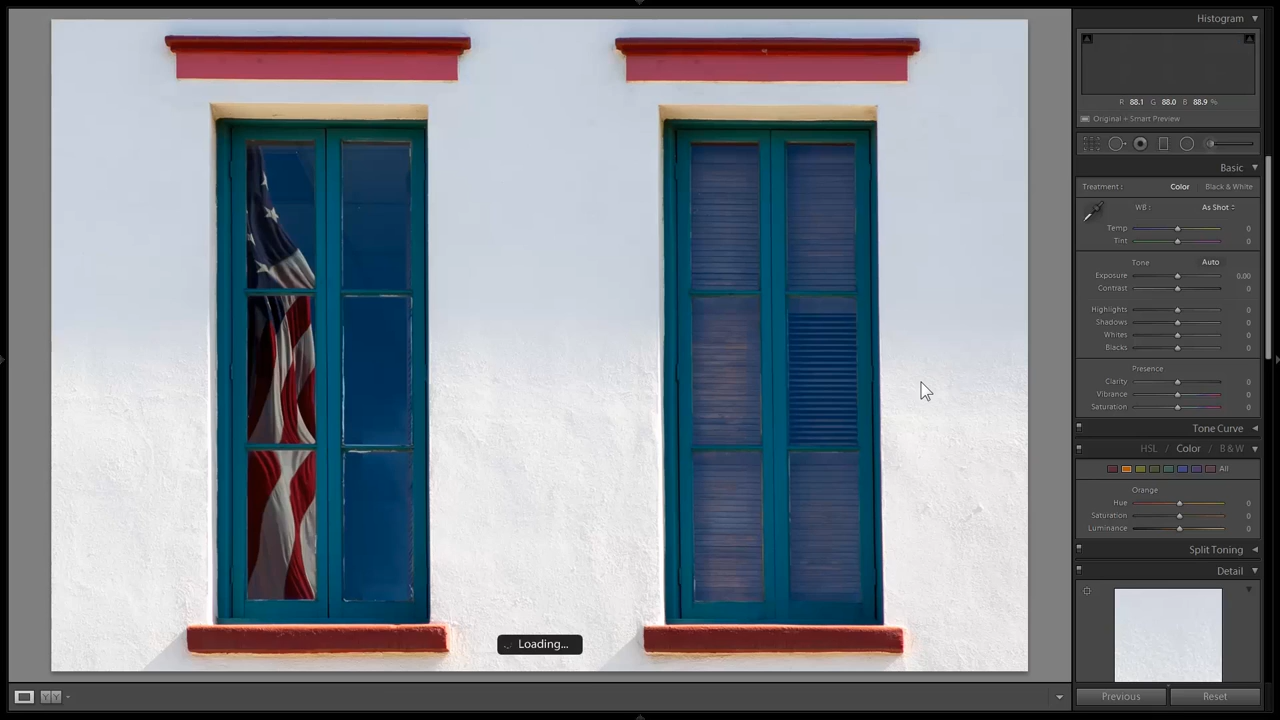 Histogram
R 88.1 G 88.0 B 88.9 %
Original + Smart Preview
Basic
Treatment : Color Black & White
WB : As Shot
Temp 0
Tint 0
Tone Auto
Exposure 0.00
Contrast 0
Highlights 0
Shadows 0
Whites 0
Blacks 0
Presence
Clarity 0
Vibrance 0
Saturation 0
Tone Curve
HSL / Color / B & W
All
Orange
Hue 0
Saturation 0
Luminance 0
Split Toning
Detail
Loading...
Y Y
Previous Reset